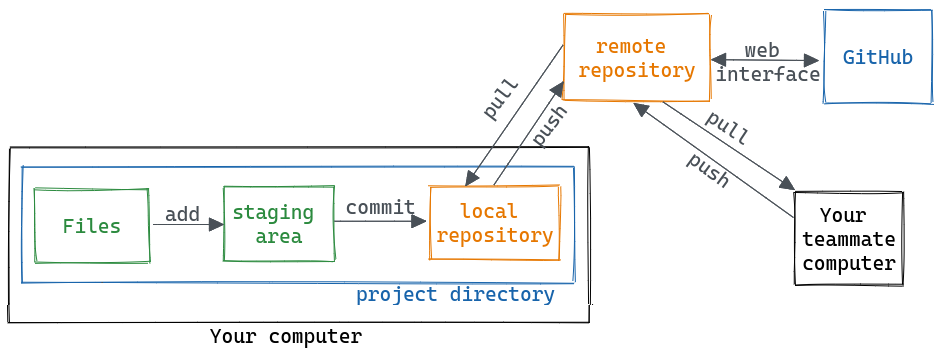 remote
repository
web
interface
GitHub
pull
push
pull
push
Files
add
staging
area
commit
local
repository
Your
teammate
computer
project directory
Your computer